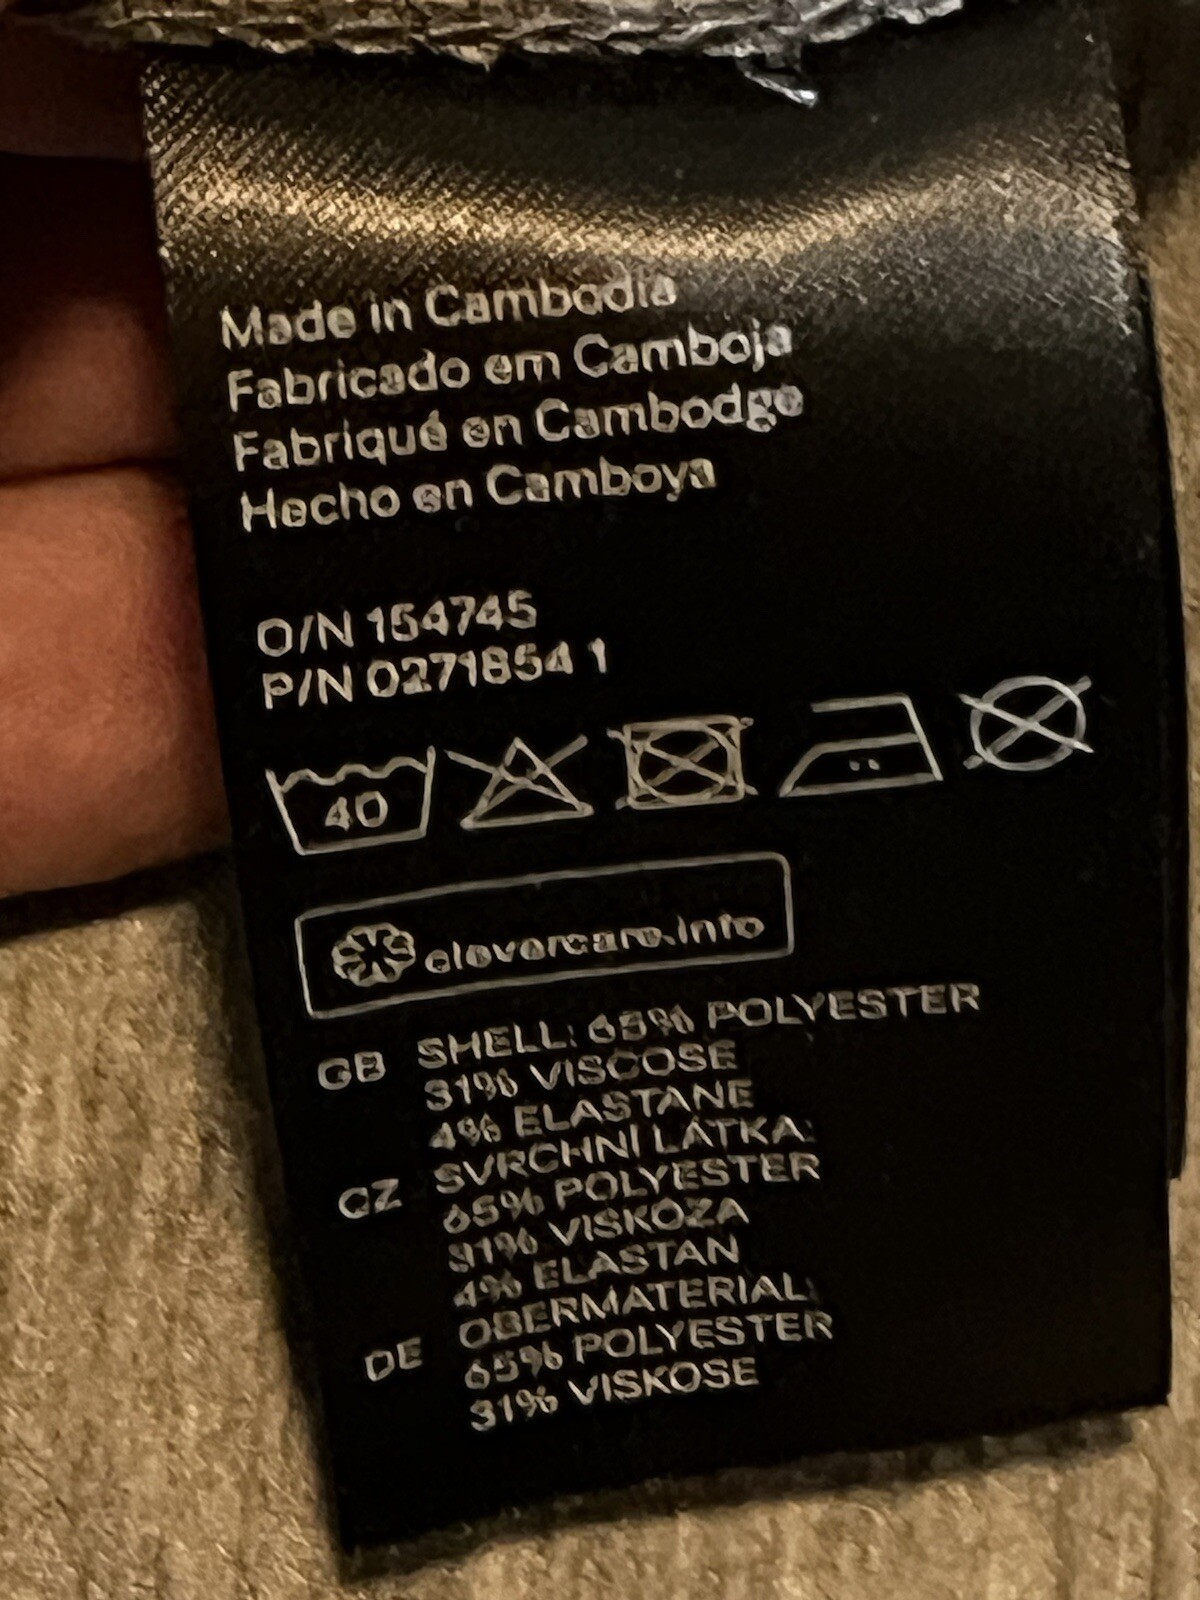 Made in Cambodia
Fabricado em Camboja
Fabriqué en Cambodge
Hecho en Camboya
O/N 154745
P/N 0271854 1
40
clevercare.info
GB SHELL: 65% POLYESTER
31% VISCOSE
4% ELASTANE
CZ SVRCHNÍ LÁTKA:
65% POLYESTER
31% VISKÓZA
4% ELASTAN
DE OBERMATERIAL:
65% POLYESTER
31% VISKOSE